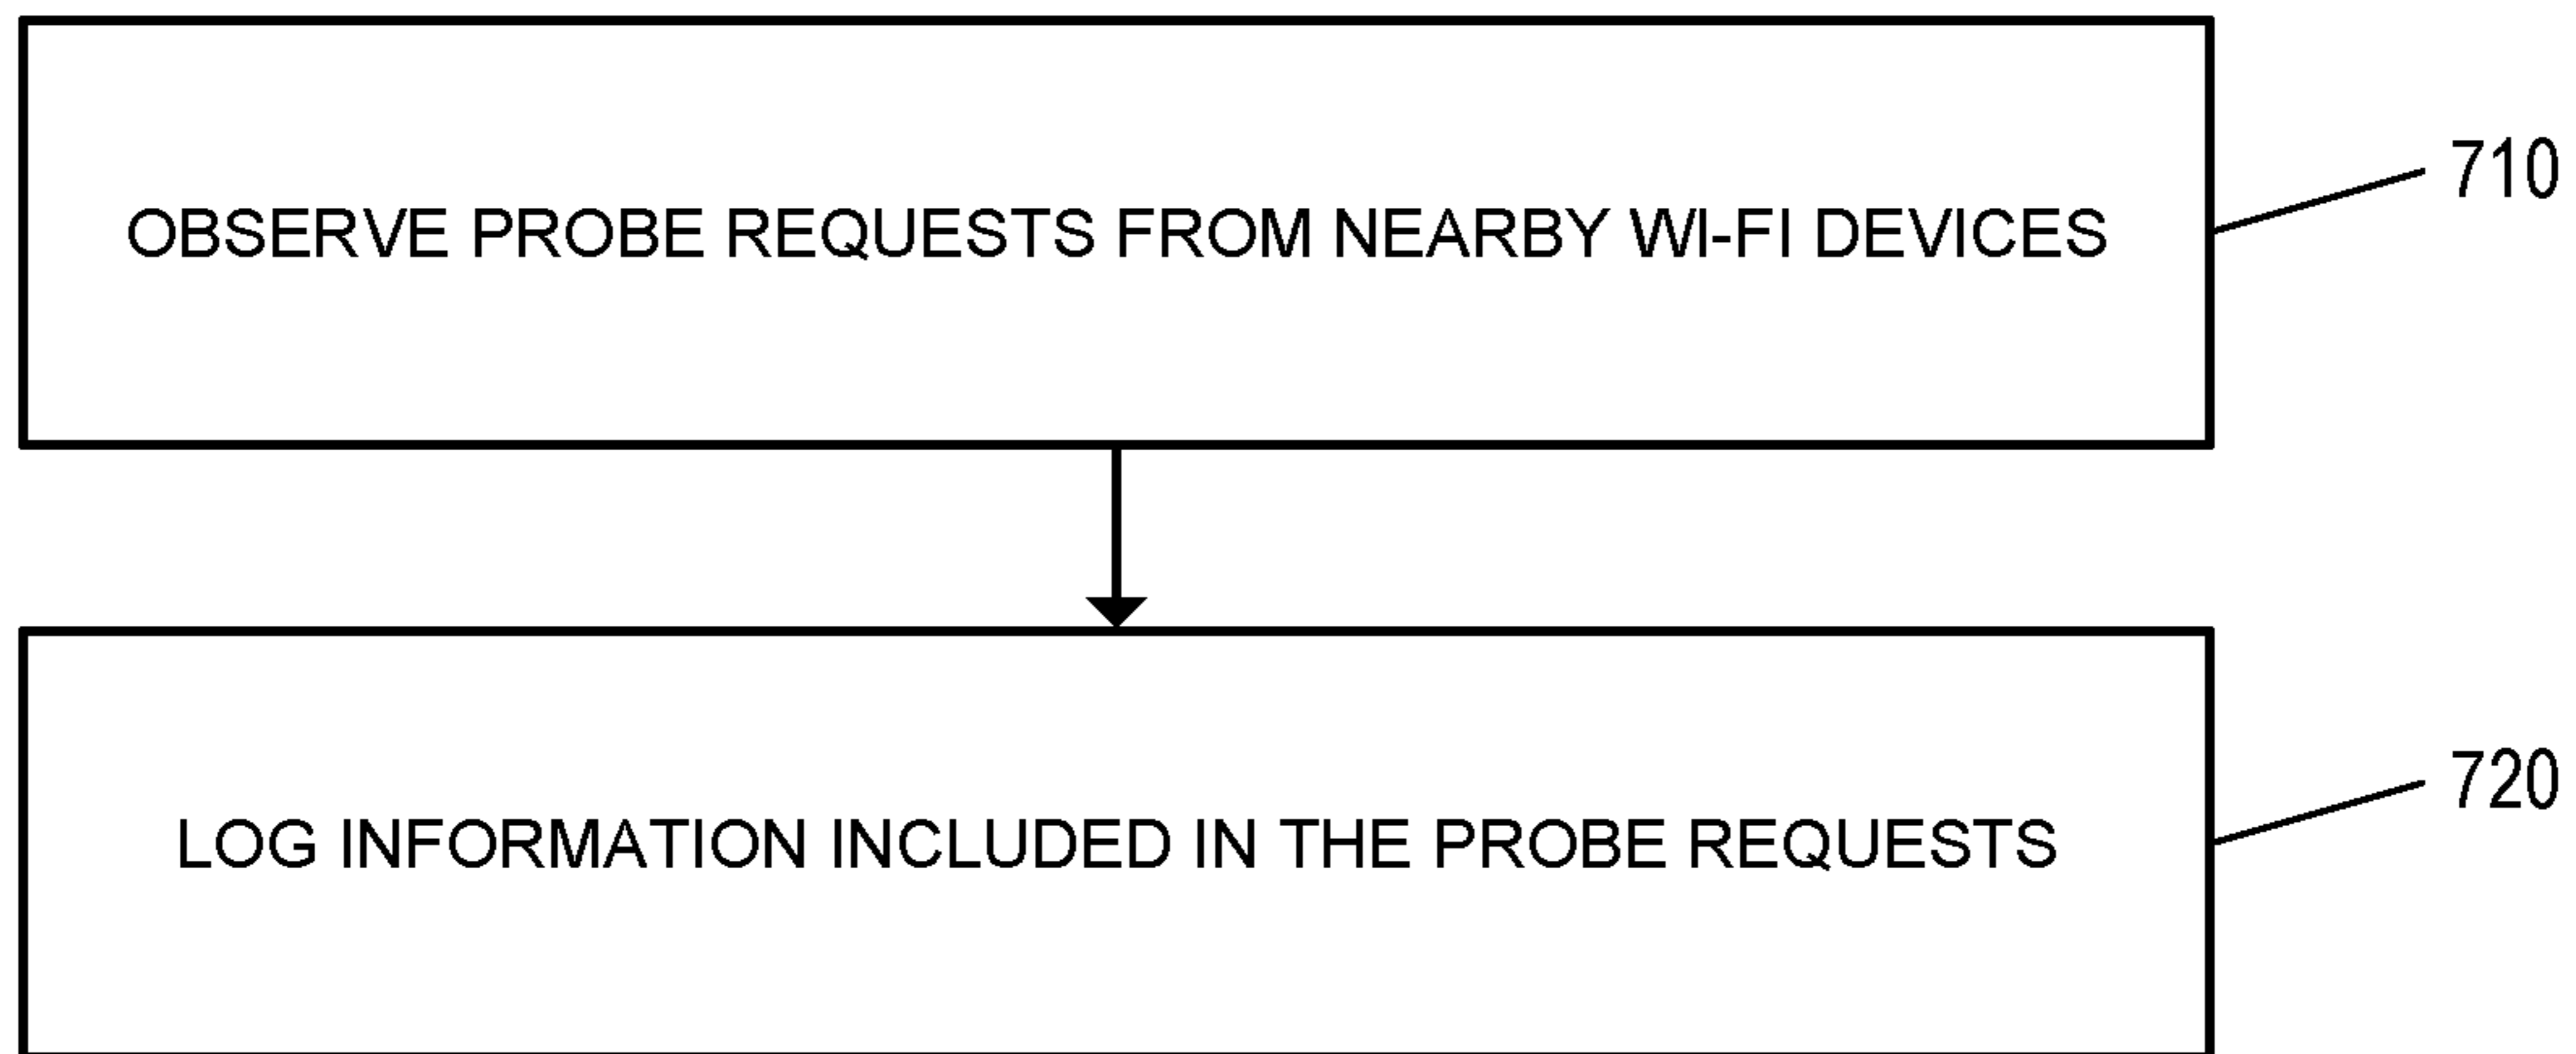 OBSERVE PROBE REQUESTS FROM NEARBY WI-FI DEVICES
710
LOG INFORMATION INCLUDED IN THE PROBE REQUESTS
720